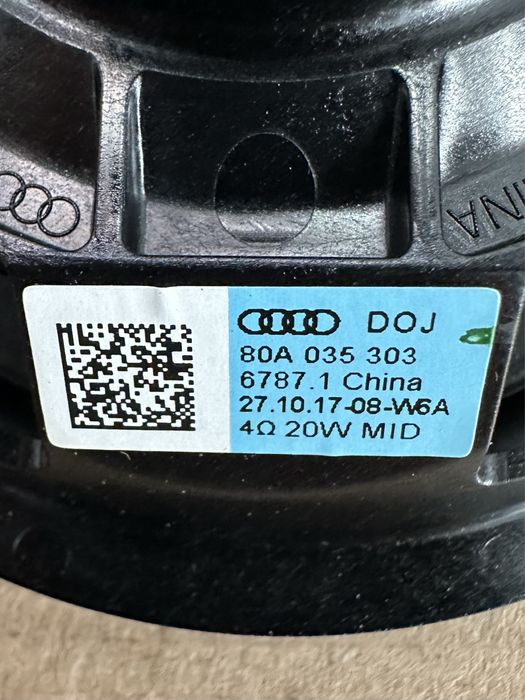 DOJ
80A 035 303
6787.1 China
27.10.17-08-W6A
4Ω 20W MID